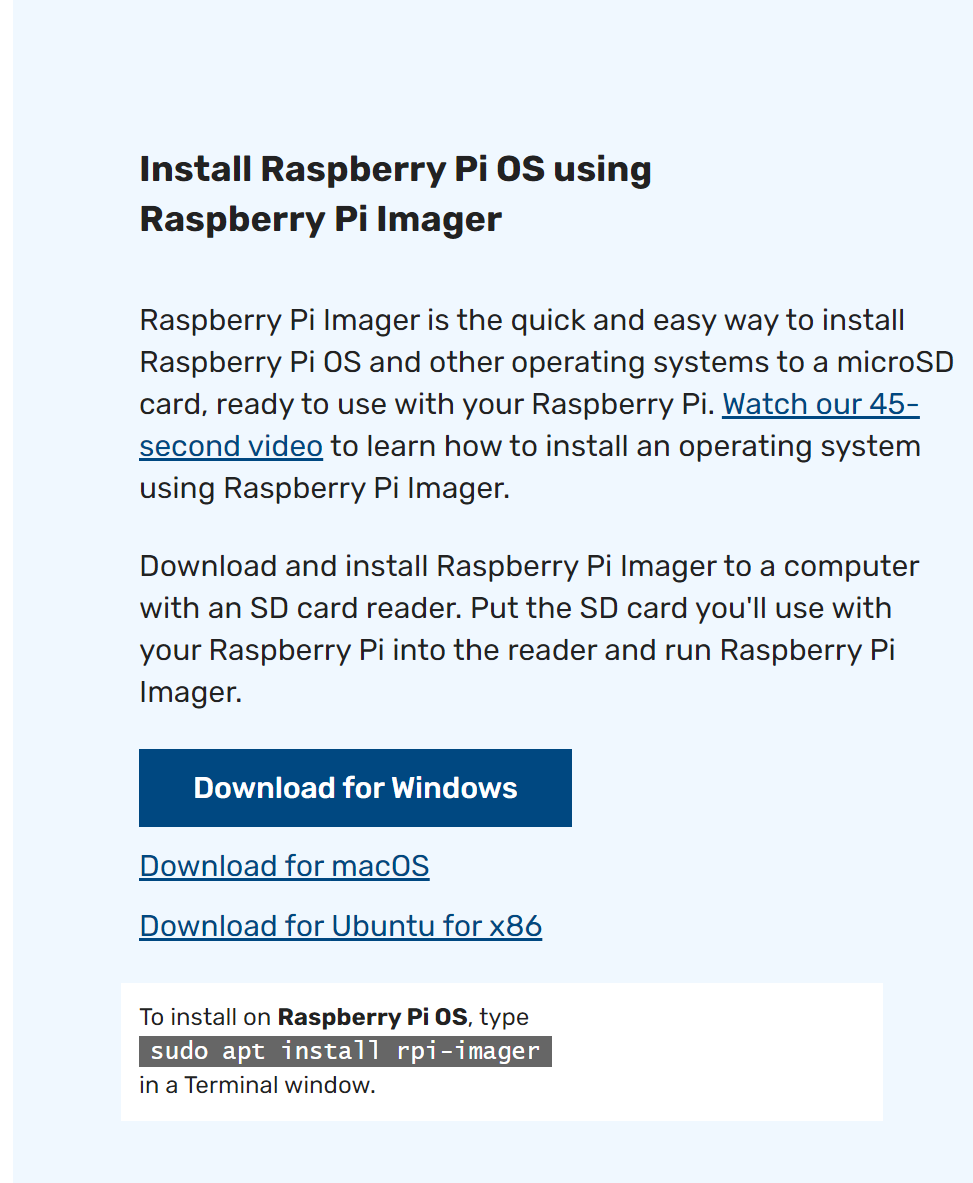 Install Raspberry Pi OS using
Raspberry Pi Imager
Raspberry Pi Imager is the quick and easy way to install
Raspberry Pi OS and other operating systems to a microSD
card, ready to use with your Raspberry Pi. Watch our 45-
second video to learn how to install an operating system
using Raspberry Pi Imager.
Download and install Raspberry Pi Imager to a computer
with an SD card reader. Put the SD card you'll use with
your Raspberry Pi into the reader and run Raspberry Pi
Imager.
Download for Windows
Download for macOS
Download for Ubuntu for x86
To install on Raspberry Pi OS, type
sudo apt install rpi-imager
in a Terminal window.